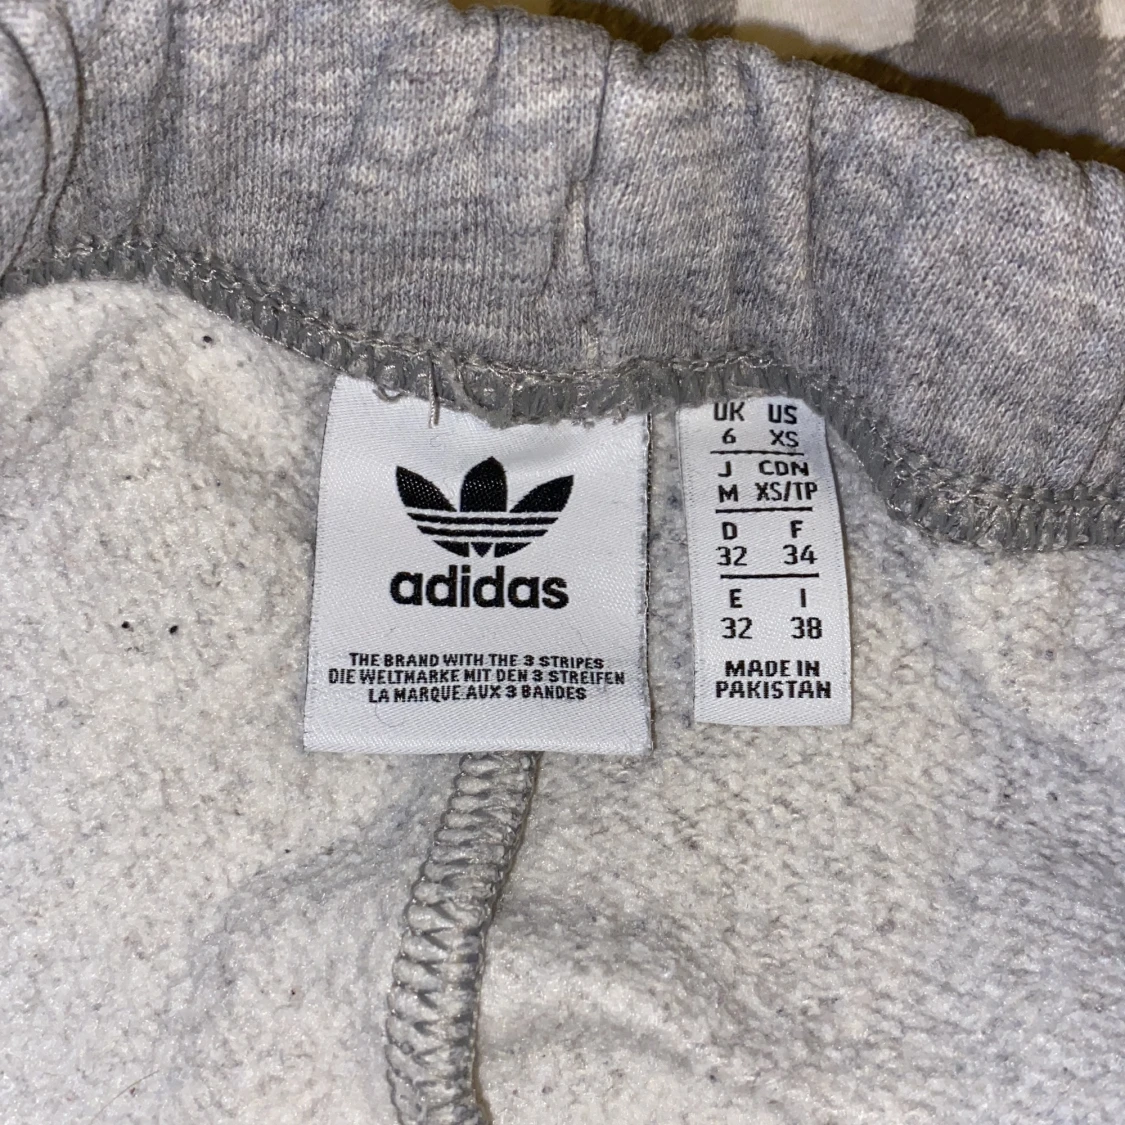 adidas
THE BRAND WITH THE 3 STRIPES
DIE WELTMARKE MIT DEN 3 STREIFEN
LA MARQUE AUX 3 BANDES
UK US
6 XS
J CDN
M XS/TP
D F
32 34
E I
32 38
MADE IN
PAKISTAN